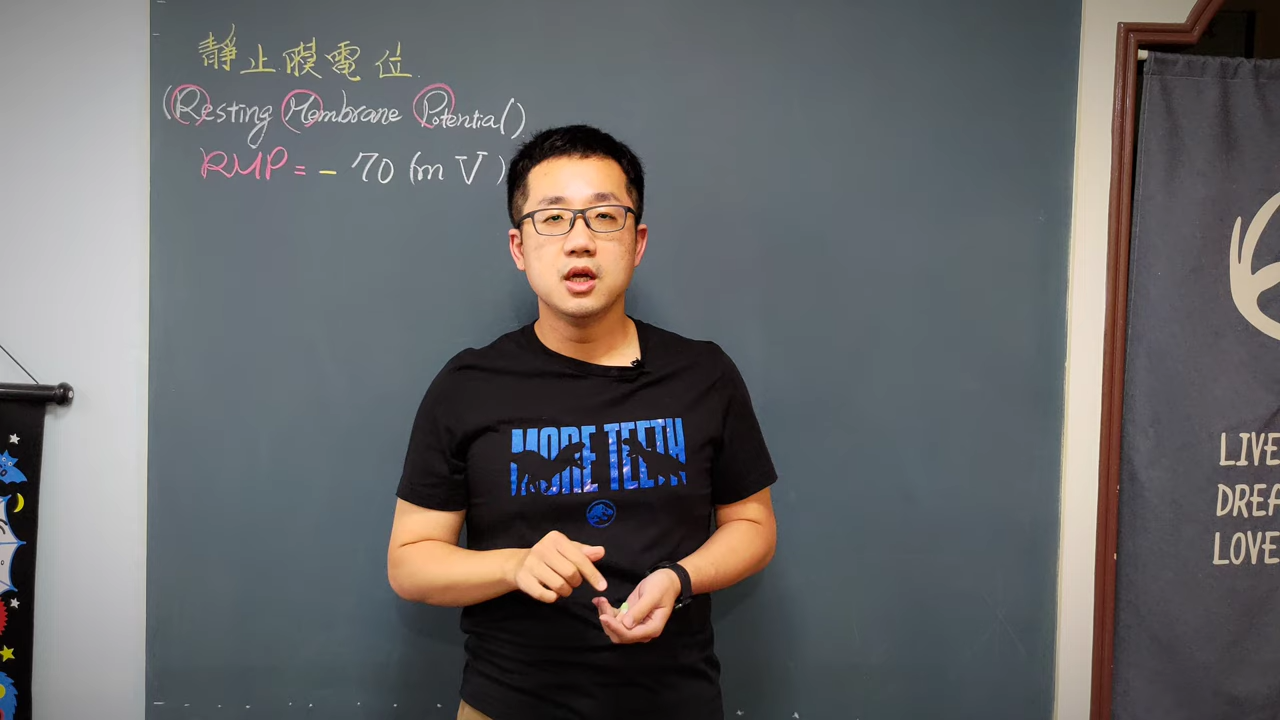 靜止膜電位
(Resting Membrane Potential)
RMP = - 70 (mV)
MORE TEETH
LIVE
DREA
LOVE